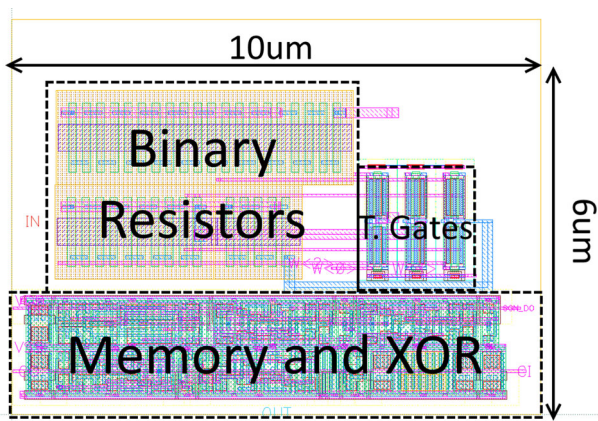 10um
6um
Binary
Resistors
IN
T. Gates
Memory and XOR
OUT